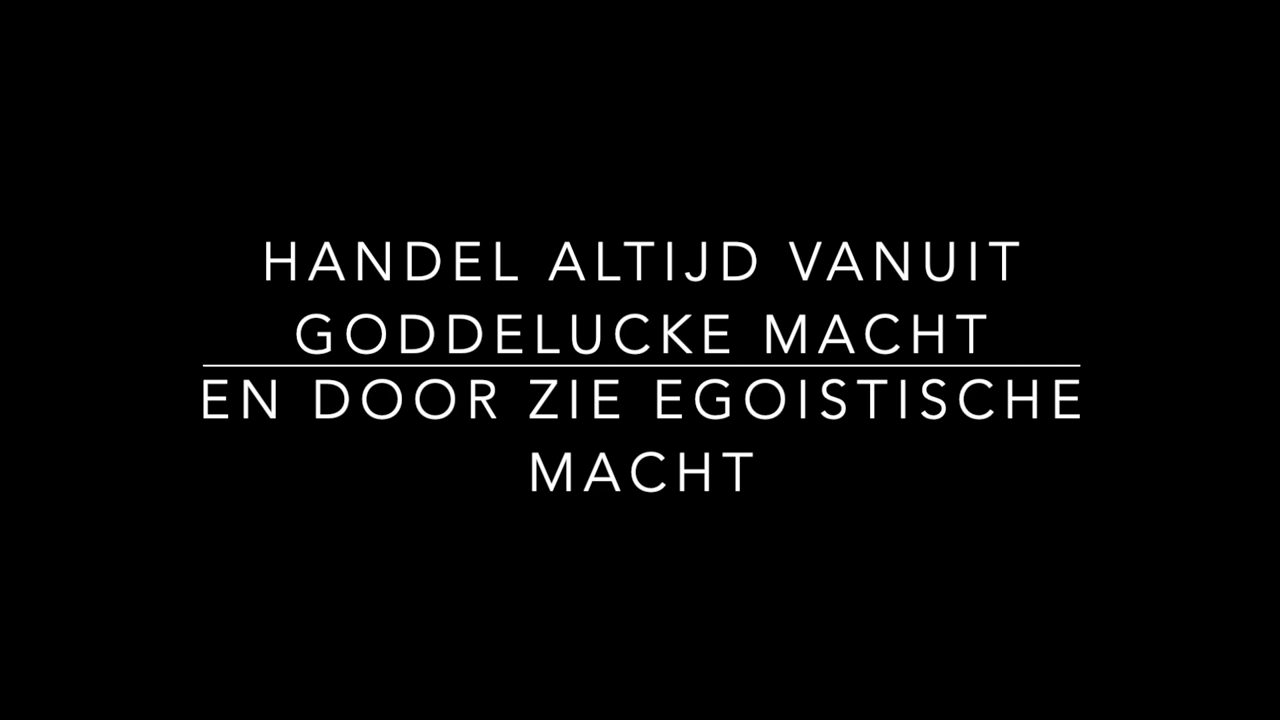 HANDEL ALTIJD VANUIT
GODDELUCKE MACHT
EN DOOR ZIE EGOISTISCHE
MACHT